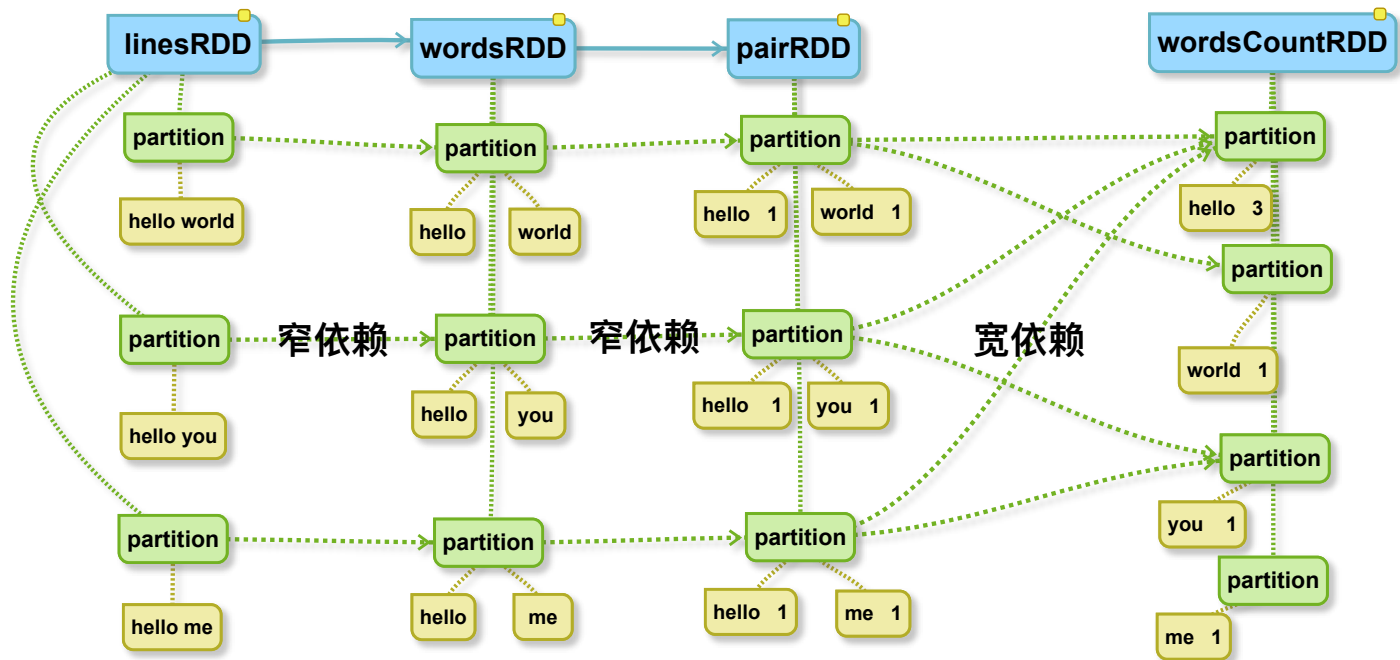 linesRDD
wordsRDD
pairRDD
wordsCountRDD
partition
partition
partition
partition
hello world
hello
world
hello 1
world 1
hello 3
partition
partition
partition
partition
窄依赖
窄依赖
宽依赖
hello you
hello
you
hello 1
you 1
world 1
partition
partition
partition
partition
you 1
partition
hello me
hello
me
hello 1
me 1
me 1